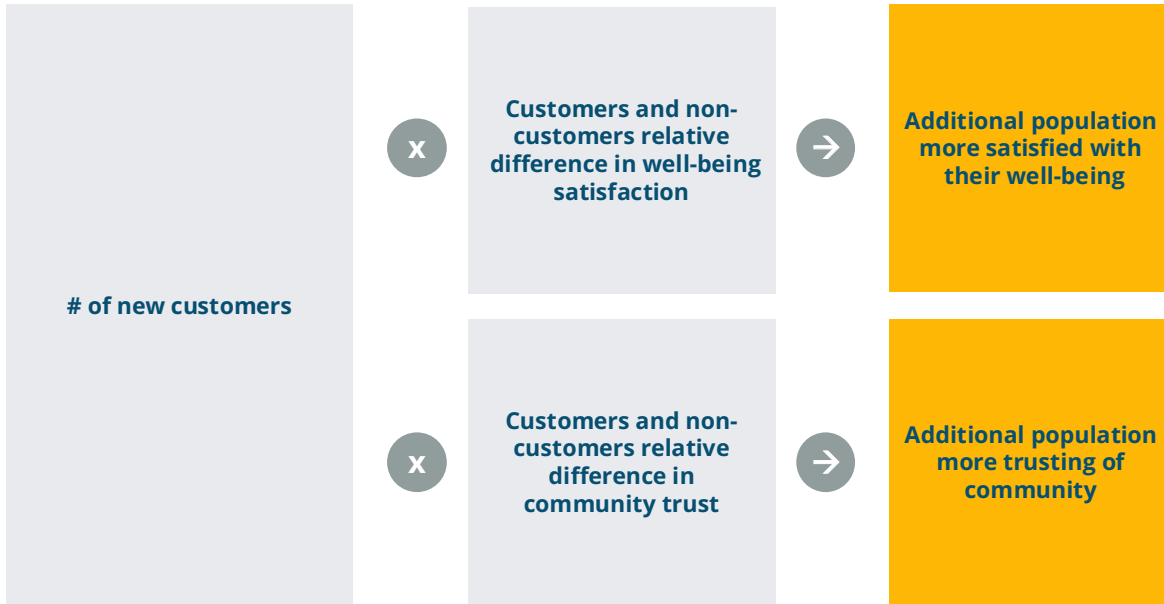 # of new customers
x
Customers and non-
customers relative
difference in well-being
satisfaction
→
Additional population
more satisfied with
their well-being
x
Customers and non-
customers relative
difference in
community trust
→
Additional population
more trusting of
community